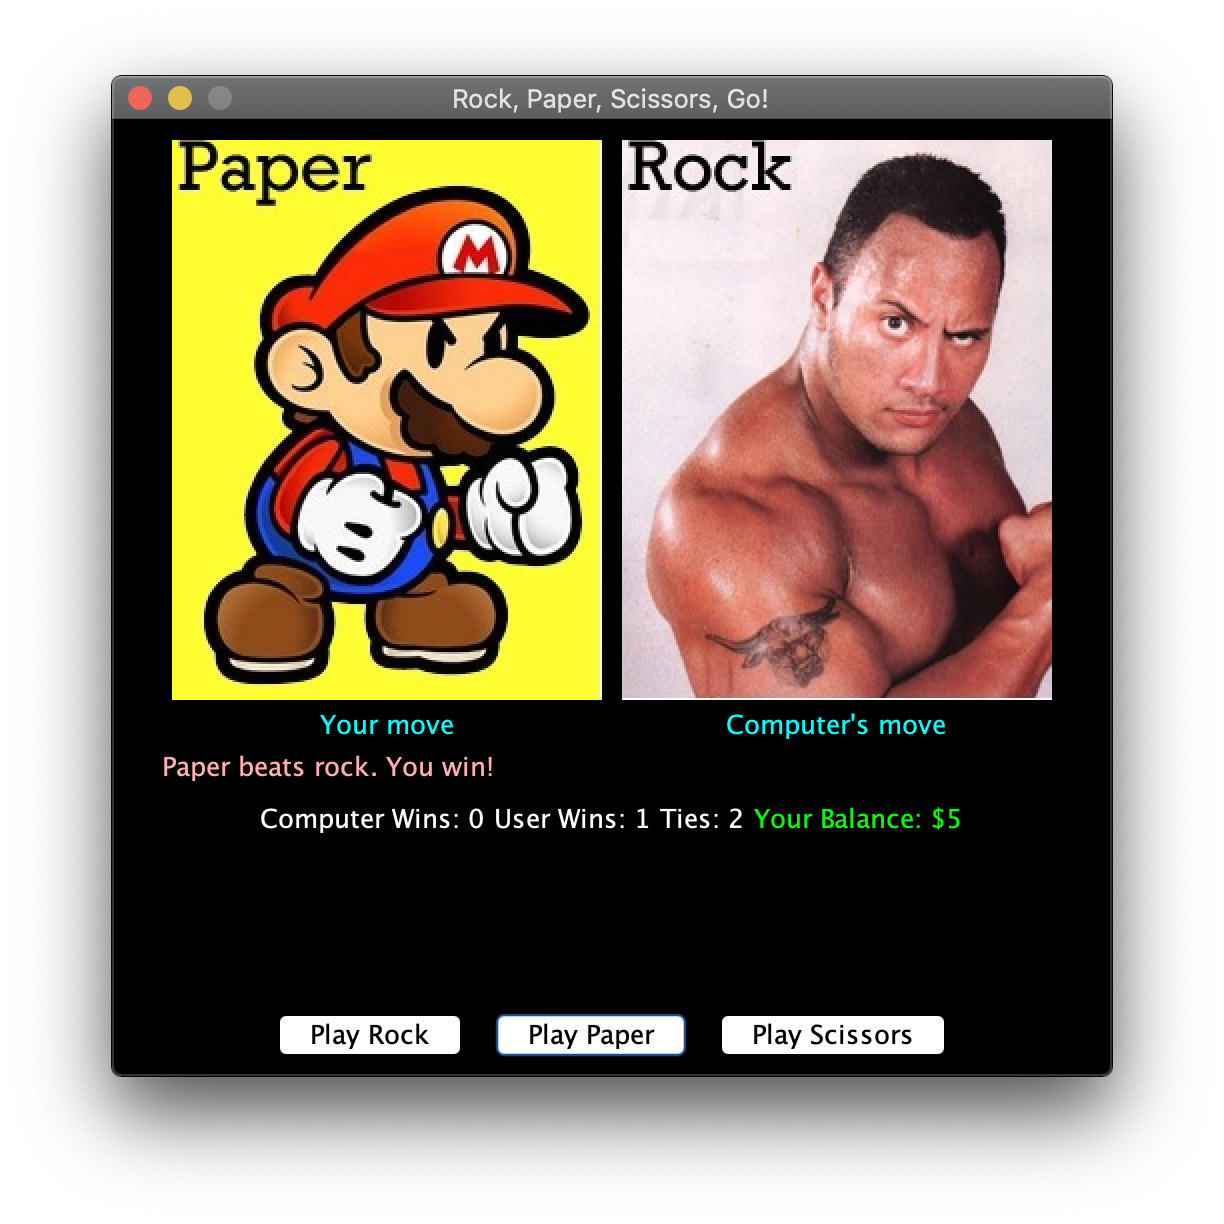 Rock, Paper, Scissors, Go!
Paper
Rock
M
Your move
Computer's move
Paper beats rock. You win!
Computer Wins: 0 User Wins: 1 Ties: 2 Your Balance: $5
Play Rock
Play Paper
Play Scissors